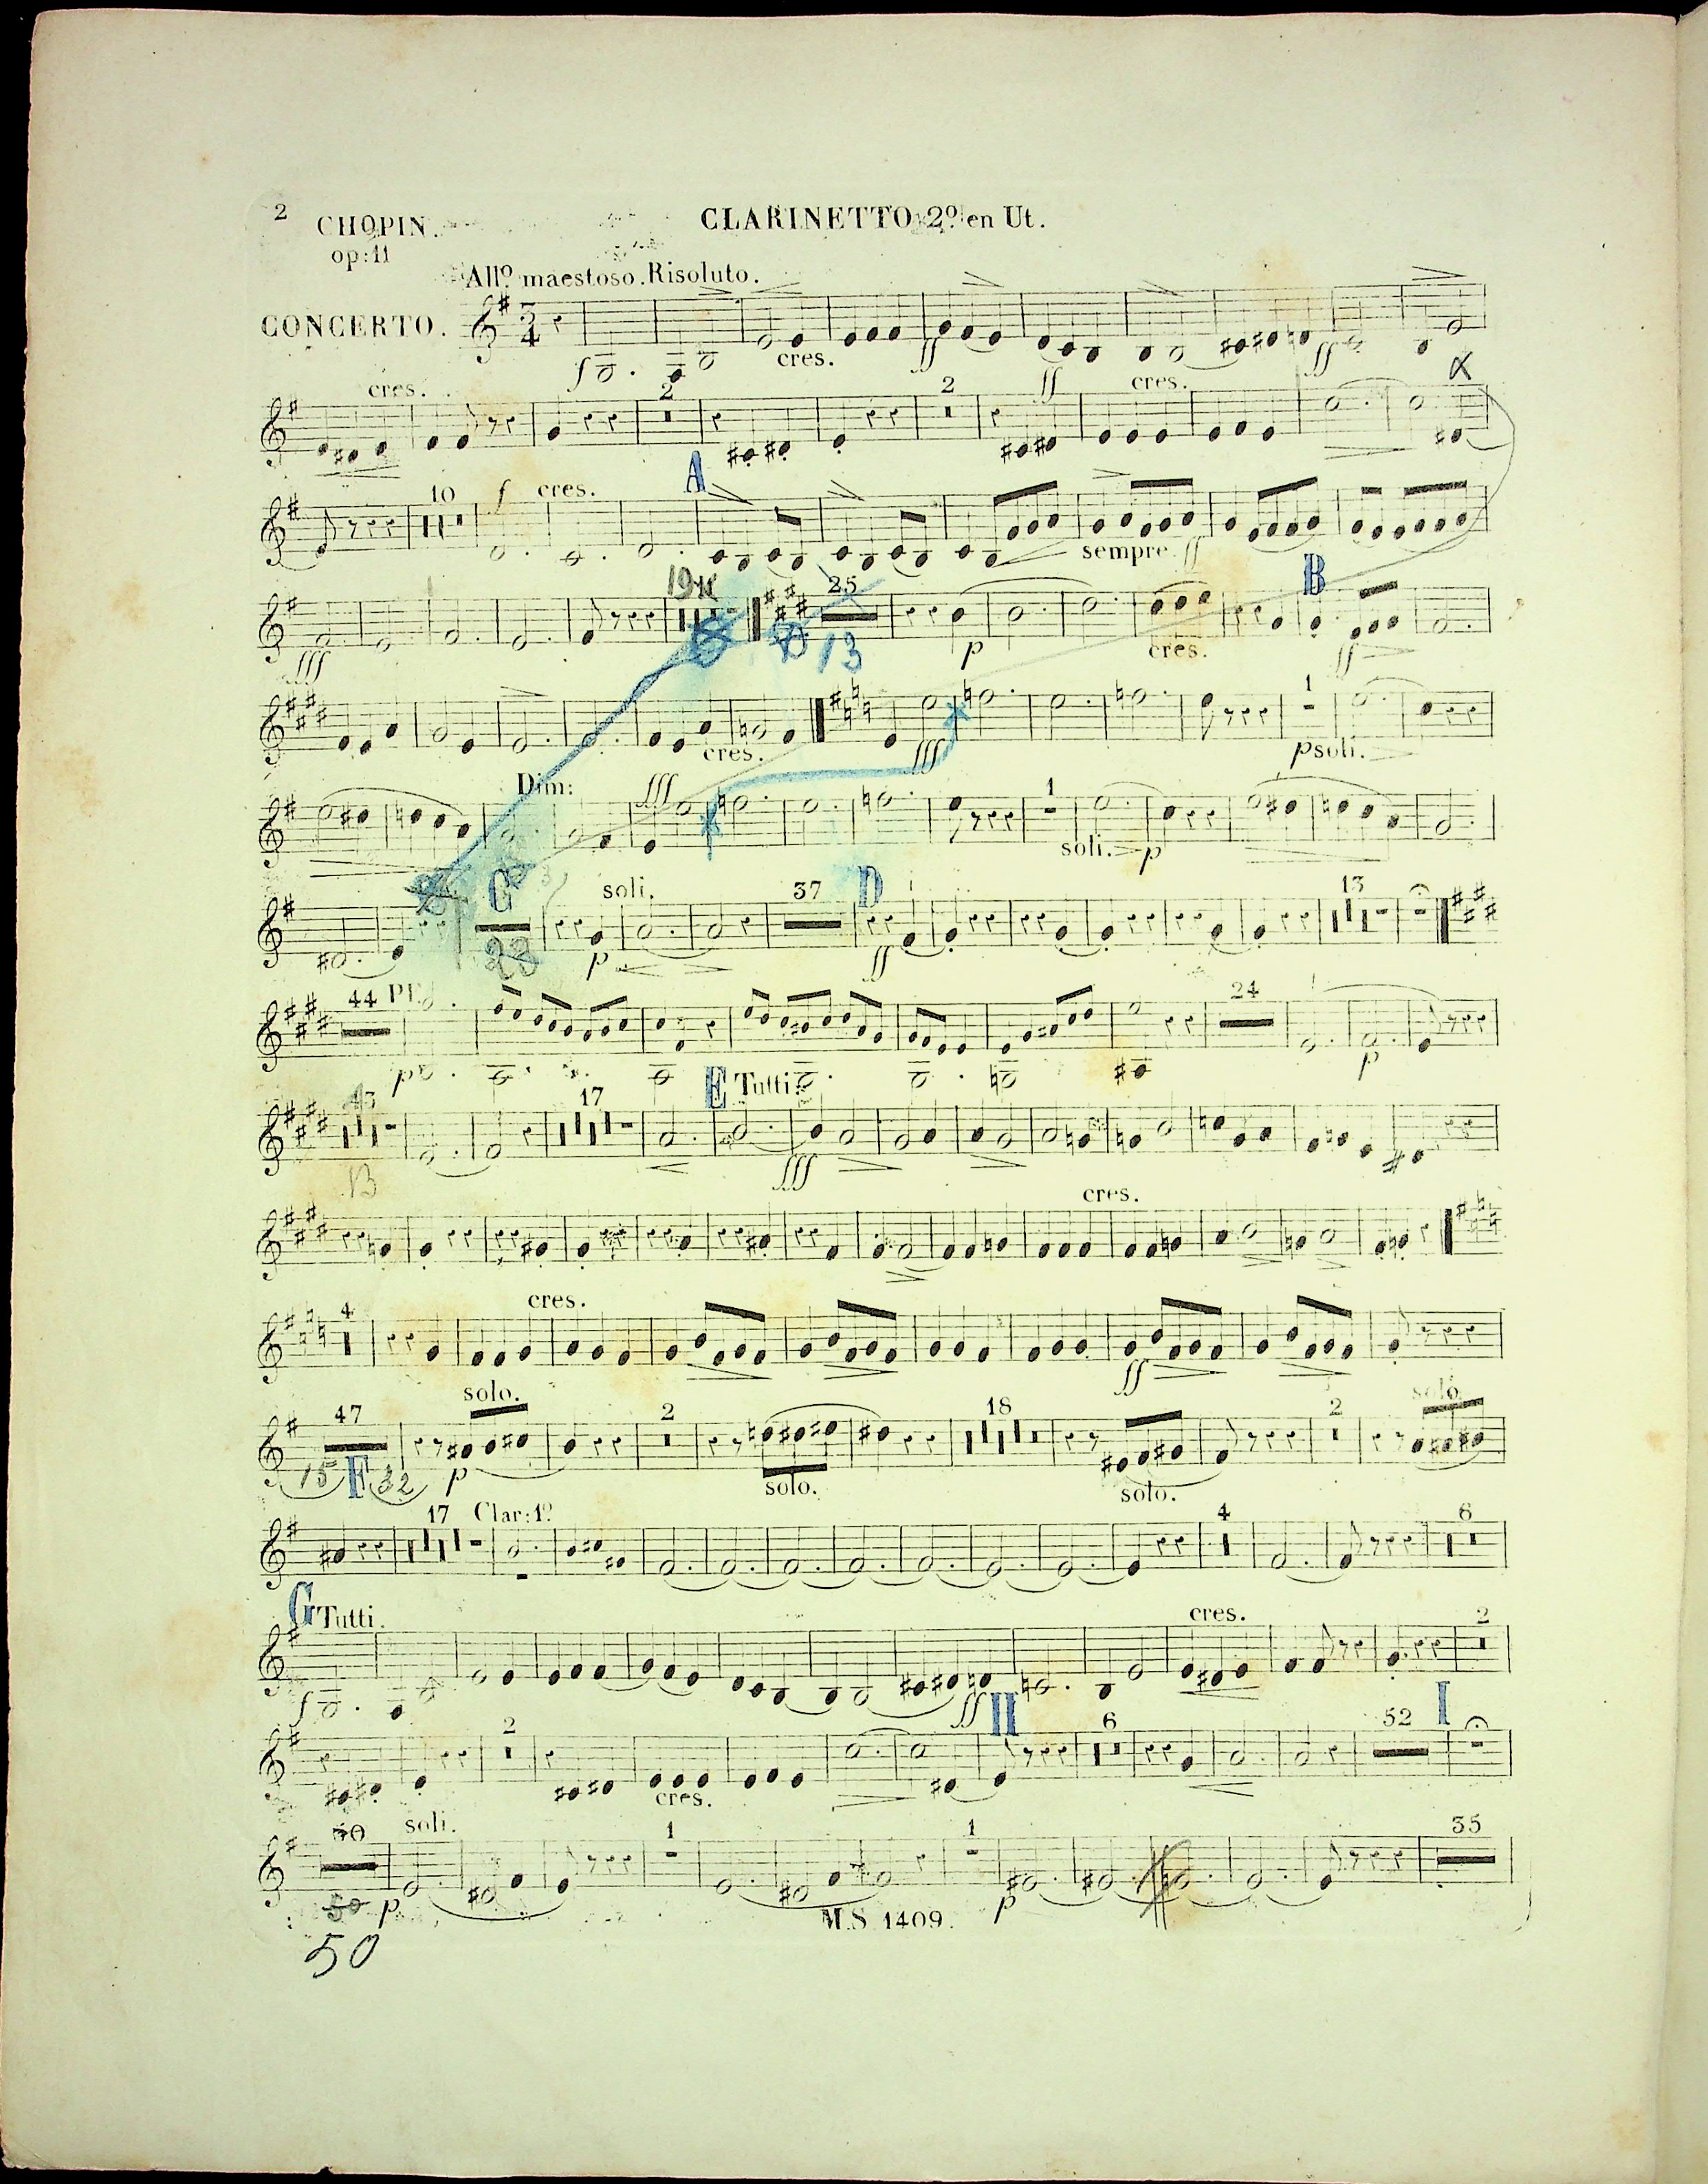 2
CHOPIN.
op:11
CLARINETTO 2º en Ut.
Allº maestoso. Risoluto.
CONCERTO.
3
4
f cres. ff ff
cres. 2 2 ff cres.
10 f cres. A sempre ff
fff 19 25 13 p cres. B ff
cres. fff 1 p soli.
Dim: fff 1 soli. p
C soli. 37 D 13
p ff
44 24
p p
E Tutti. 17
fff
13
cres.
4 cres.
ff
47 solo. 2 18 2 solo.
15 F 32 p solo. solo.
17 Clar: 1º 4 6
G Tutti. cres. 2
f ff
2 H 6 52 I
cres.
soli. 1 1 35
50 p p
M.S. 1409.
50